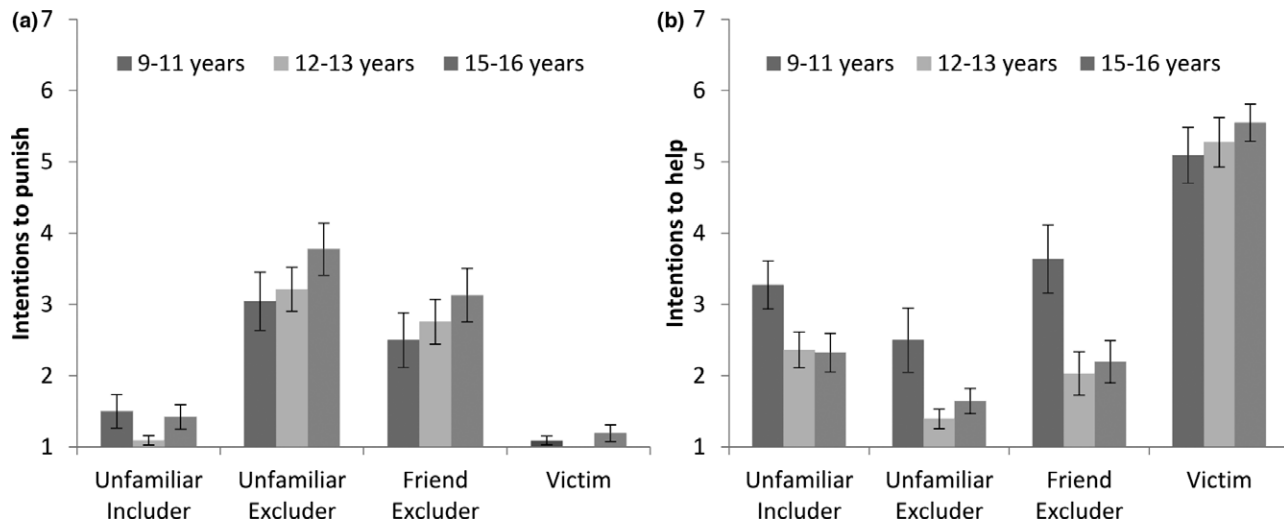 (a)
Intentions to punish
7
6
5
4
3
2
1
9-11 years 12-13 years 15-16 years
Unfamiliar Includer
Unfamiliar Excluder
Friend Excluder
Victim
(b)
Intentions to help
7
6
5
4
3
2
1
9-11 years 12-13 years 15-16 years
Unfamiliar Includer
Unfamiliar Excluder
Friend Excluder
Victim